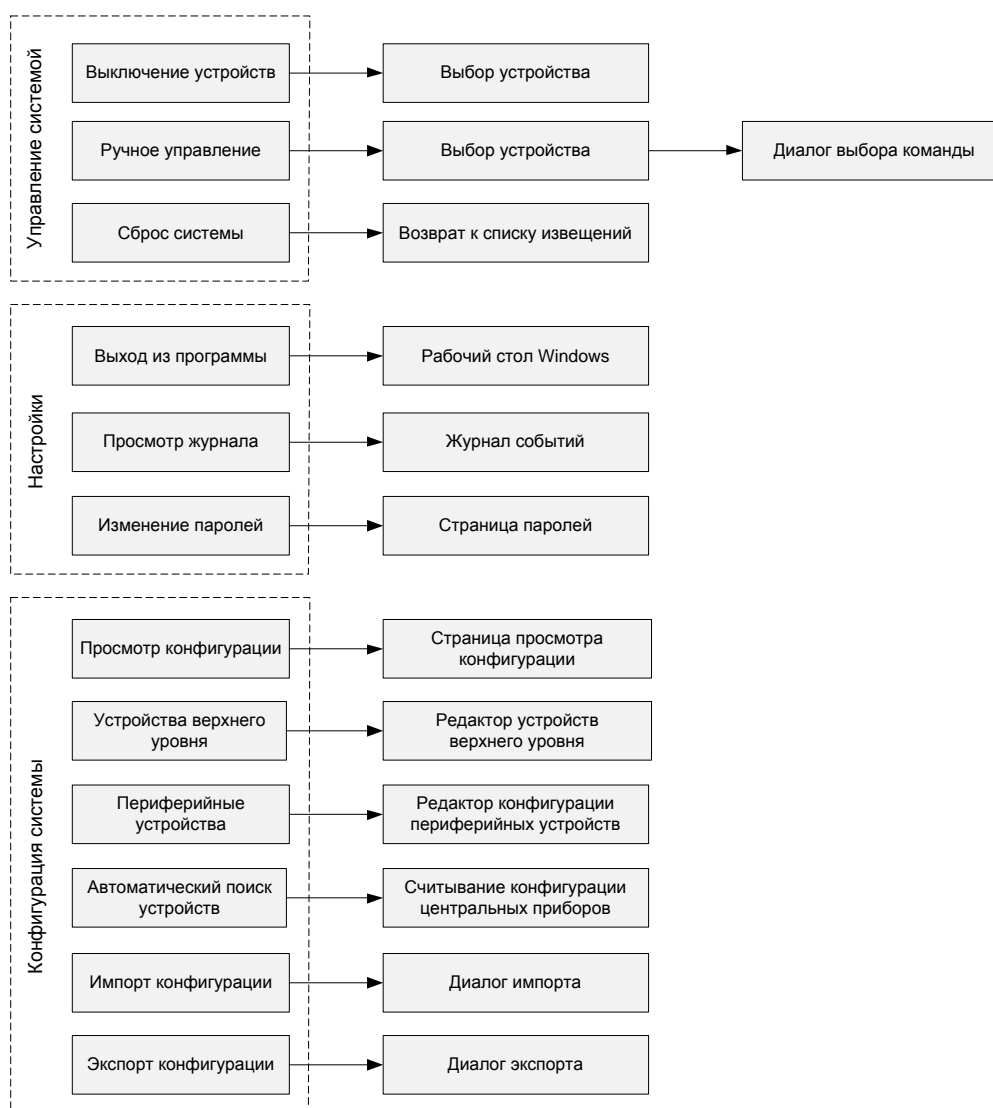 Управление системой
Выключение устройств
Выбор устройства
Ручное управление
Выбор устройства
Диалог выбора команды
Сброс системы
Возврат к списку извещений
Настройки
Выход из программы
Рабочий стол Windows
Просмотр журнала
Журнал событий
Изменение паролей
Страница паролей
Конфигурация системы
Просмотр конфигурации
Страница просмотра
конфигурации
Устройства верхнего
уровня
Редактор устройств
верхнего уровня
Периферийные
устройства
Редактор конфигурации
периферийных устройств
Автоматический поиск
устройств
Считывание конфигурации
центральных приборов
Импорт конфигурации
Диалог импорта
Экспорт конфигурации
Диалог экспорта